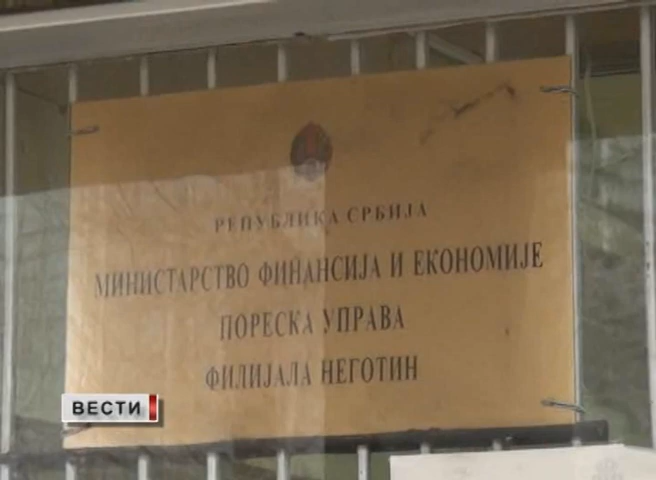 РЕПУБЛИКА СРБИЈА
МИНИСТАРСТВО ФИНАНСИЈА И ЕКОНОМИЈЕ
ПОРЕСКА УПРАВА
ФИЛИЈАЛА НЕГОТИН
ВЕСТИ